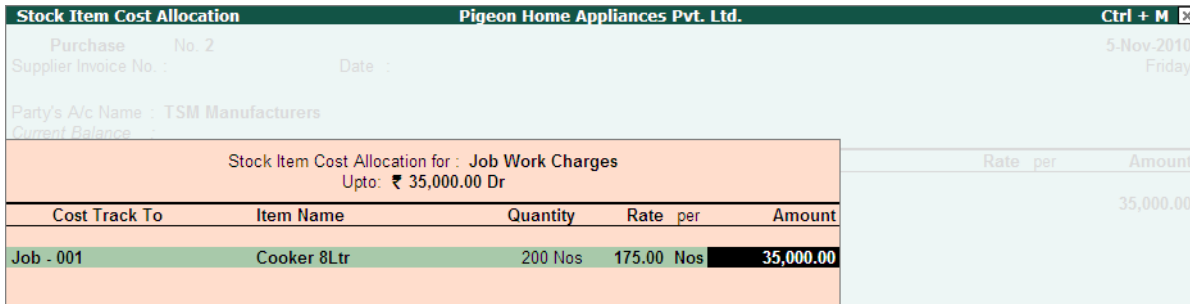 Stock Item Cost Allocation Pigeon Home Appliances Pvt. Ltd. Ctrl + M
Purchase No. 2 5-Nov-2010
Supplier Invoice No. : Date : Friday
Party's A/c Name : TSM Manufacturers
Current Balance :
Stock Item Cost Allocation for : Job Work Charges
Rate per Amount
Upto: ₹ 35,000.00 Dr
35,000.00
Cost Track To Item Name Quantity Rate per Amount
Job - 001 Cooker 8Ltr 200 Nos 175.00 Nos 35,000.00